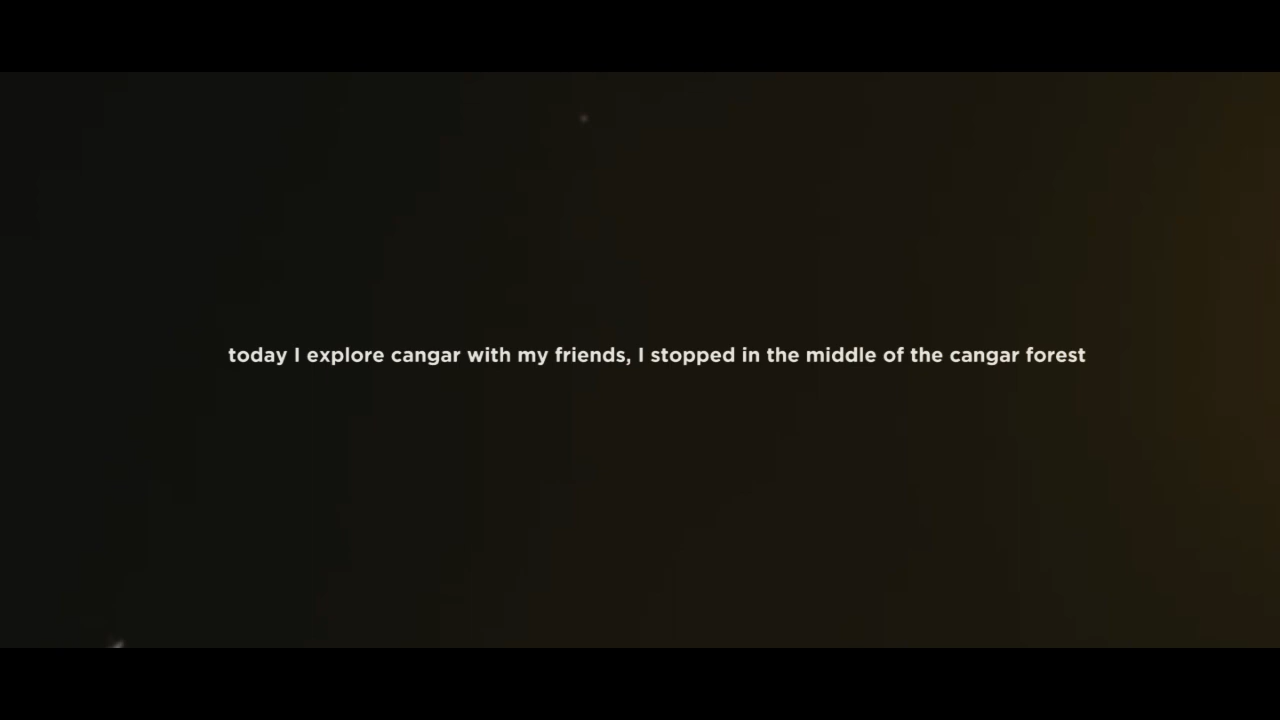 today I explore cangar with my friends, I stopped in the middle of the cangar forest